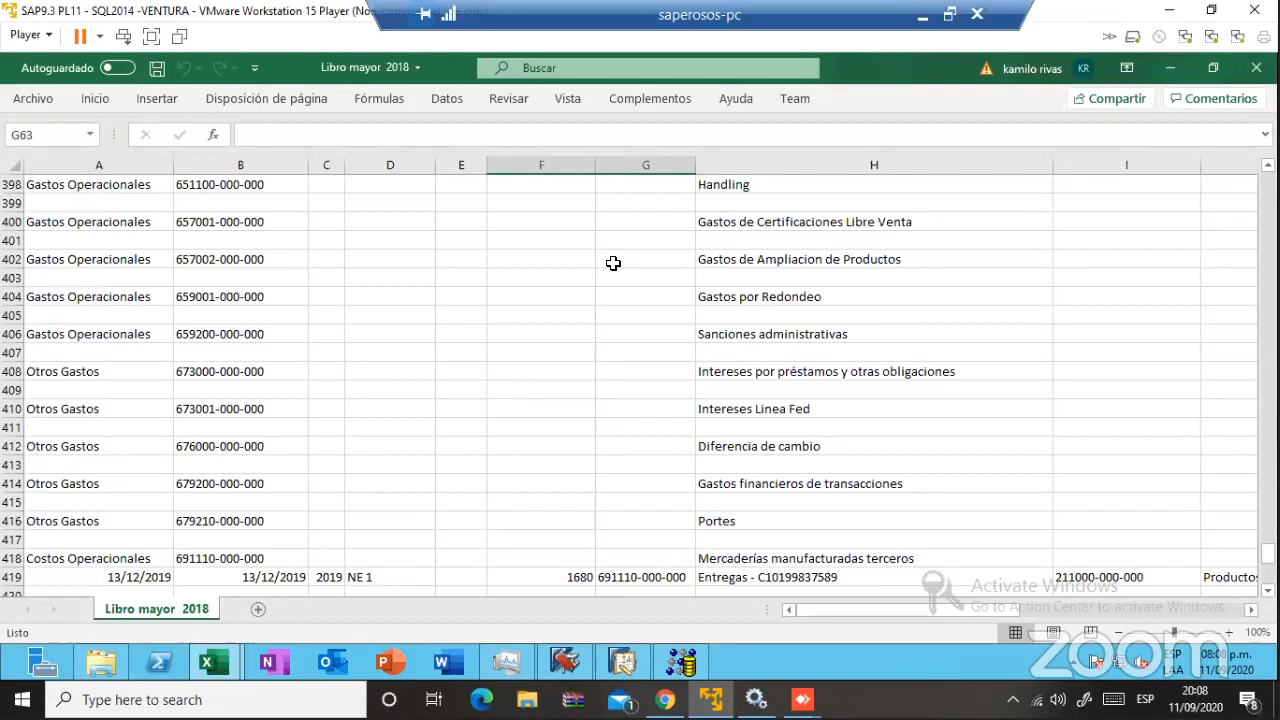 SAP9.3 PL11 - SQL2014 -VENTURA - VMware Workstation 15 Player
saperosos-pc
Player
Autoguardado
Libro mayor 2018
Buscar
kamilo rivas KR
Archivo Inicio Insertar Disposición de página Fórmulas Datos Revisar Vista Complementos Ayuda Team Compartir Comentarios
G63 fx
A B C D E F G H I
398 Gastos Operacionales 651100-000-000 Handling
399
400 Gastos Operacionales 657001-000-000 Gastos de Certificaciones Libre Venta
401
402 Gastos Operacionales 657002-000-000 Gastos de Ampliacion de Productos
403
404 Gastos Operacionales 659001-000-000 Gastos por Redondeo
405
406 Gastos Operacionales 659200-000-000 Sanciones administrativas
407
408 Otros Gastos 673000-000-000 Intereses por préstamos y otras obligaciones
409
410 Otros Gastos 673001-000-000 Intereses Linea Fed
411
412 Otros Gastos 676000-000-000 Diferencia de cambio
413
414 Otros Gastos 679200-000-000 Gastos financieros de transacciones
415
416 Otros Gastos 679210-000-000 Portes
417
418 Costos Operacionales 691110-000-000 Mercaderías manufacturadas terceros
419 13/12/2019 13/12/2019 2019 NE 1 1680 691110-000-000 Entregas - C10199837589 211000-000-000 Productos
Activate Windows
Go to Action Center to activate Windows.
Libro mayor 2018
Listo
100%
zoom
ESP 08:08 p.m.
LAA 11/09/2020
Type here to search
ESP
20:08
11/09/2020